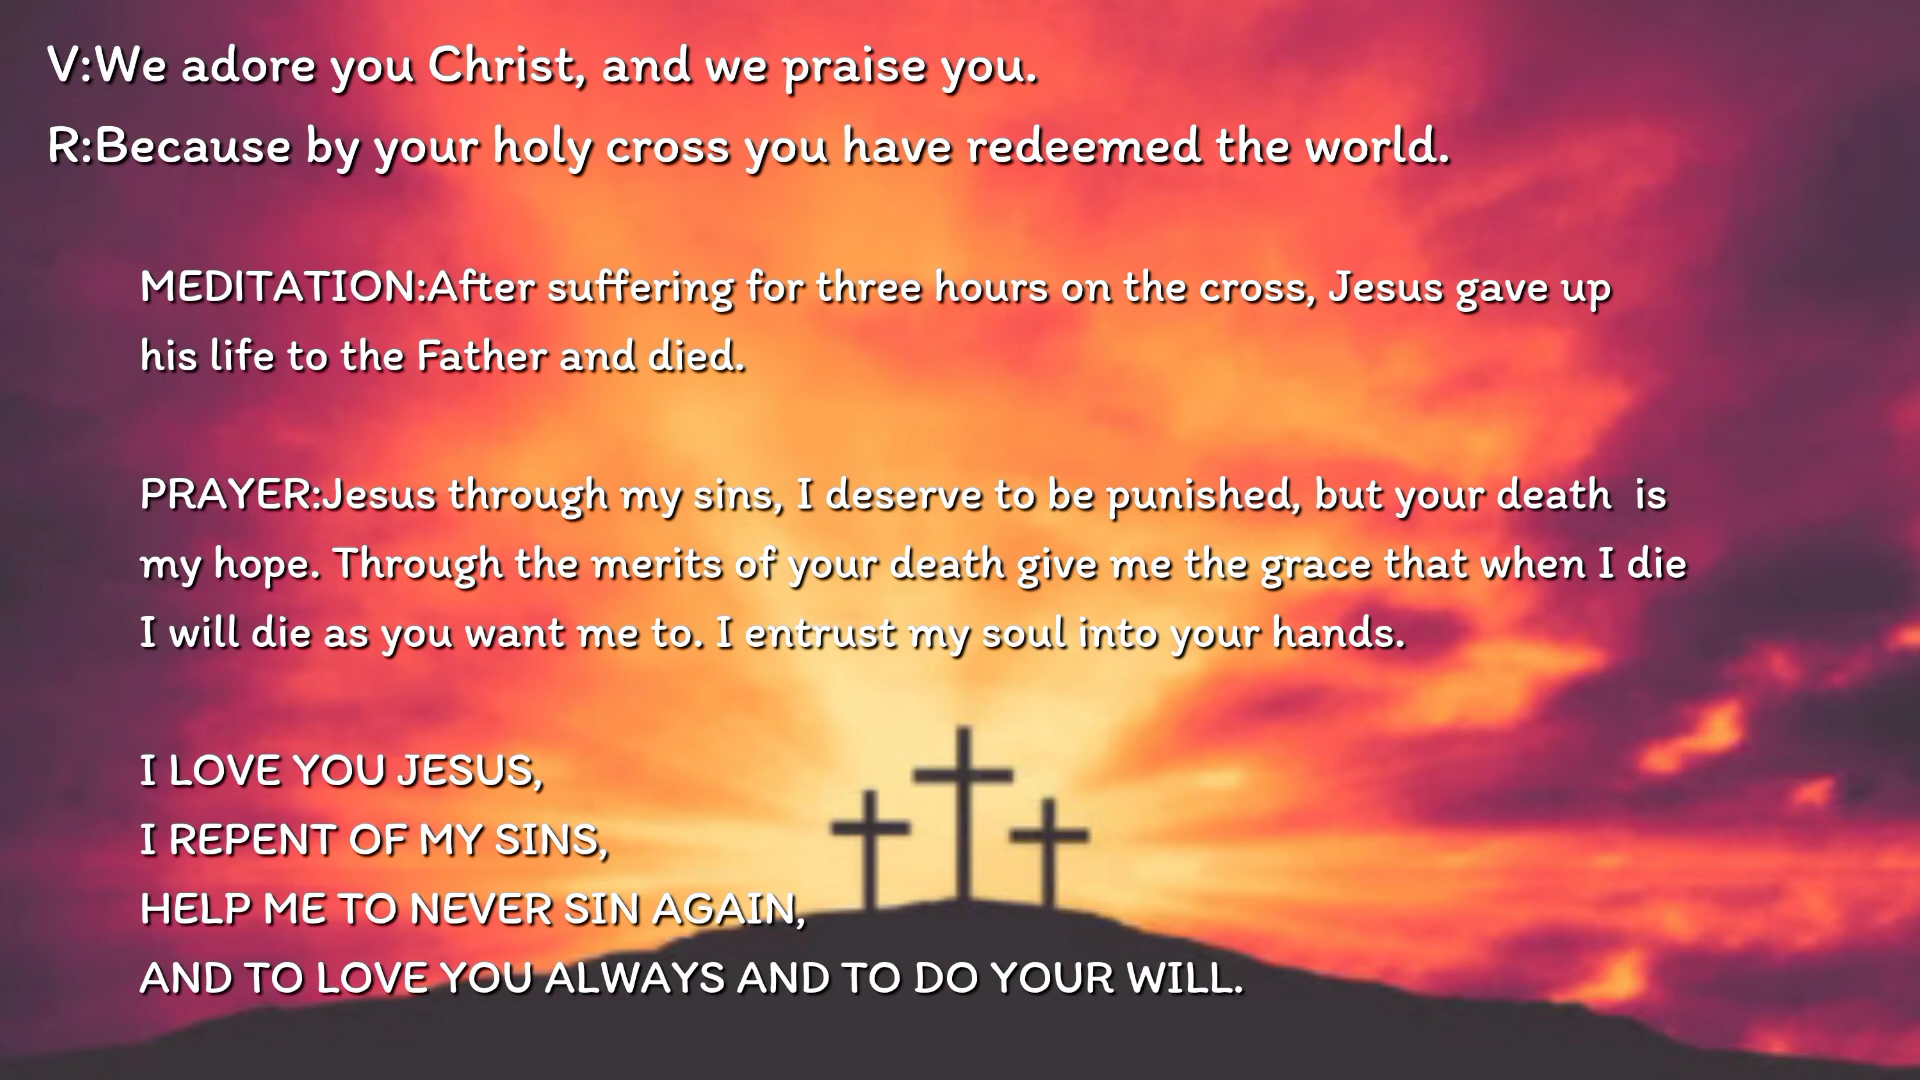 V:We adore you Christ, and we praise you.
R:Because by your holy cross you have redeemed the world.
MEDITATION:After suffering for three hours on the cross, Jesus gave up
his life to the Father and died.
PRAYER:Jesus through my sins, I deserve to be punished, but your death  is
my hope. Through the merits of your death give me the grace that when I die
I will die as you want me to. I entrust my soul into your hands.
I LOVE YOU JESUS,
I REPENT OF MY SINS,
HELP ME TO NEVER SIN AGAIN,
AND TO LOVE YOU ALWAYS AND TO DO YOUR WILL.